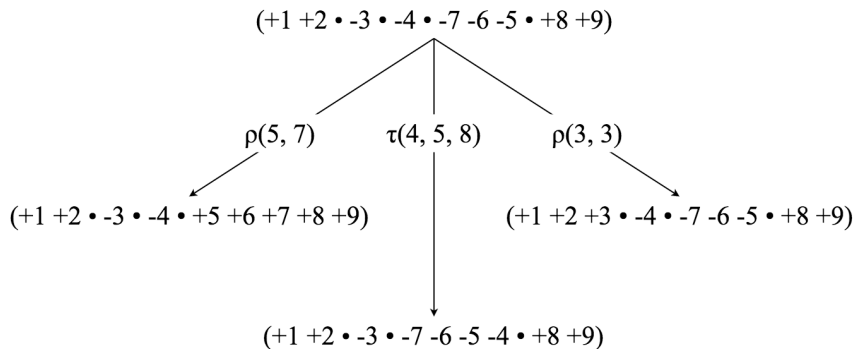 (+1 +2 • -3 • -4 • -7 -6 -5 • +8 +9)
ρ(5, 7)
τ(4, 5, 8)
ρ(3, 3)
(+1 +2 • -3 • -4 • +5 +6 +7 +8 +9)
(+1 +2 +3 • -4 • -7 -6 -5 • +8 +9)
(+1 +2 • -3 • -7 -6 -5 -4 • +8 +9)